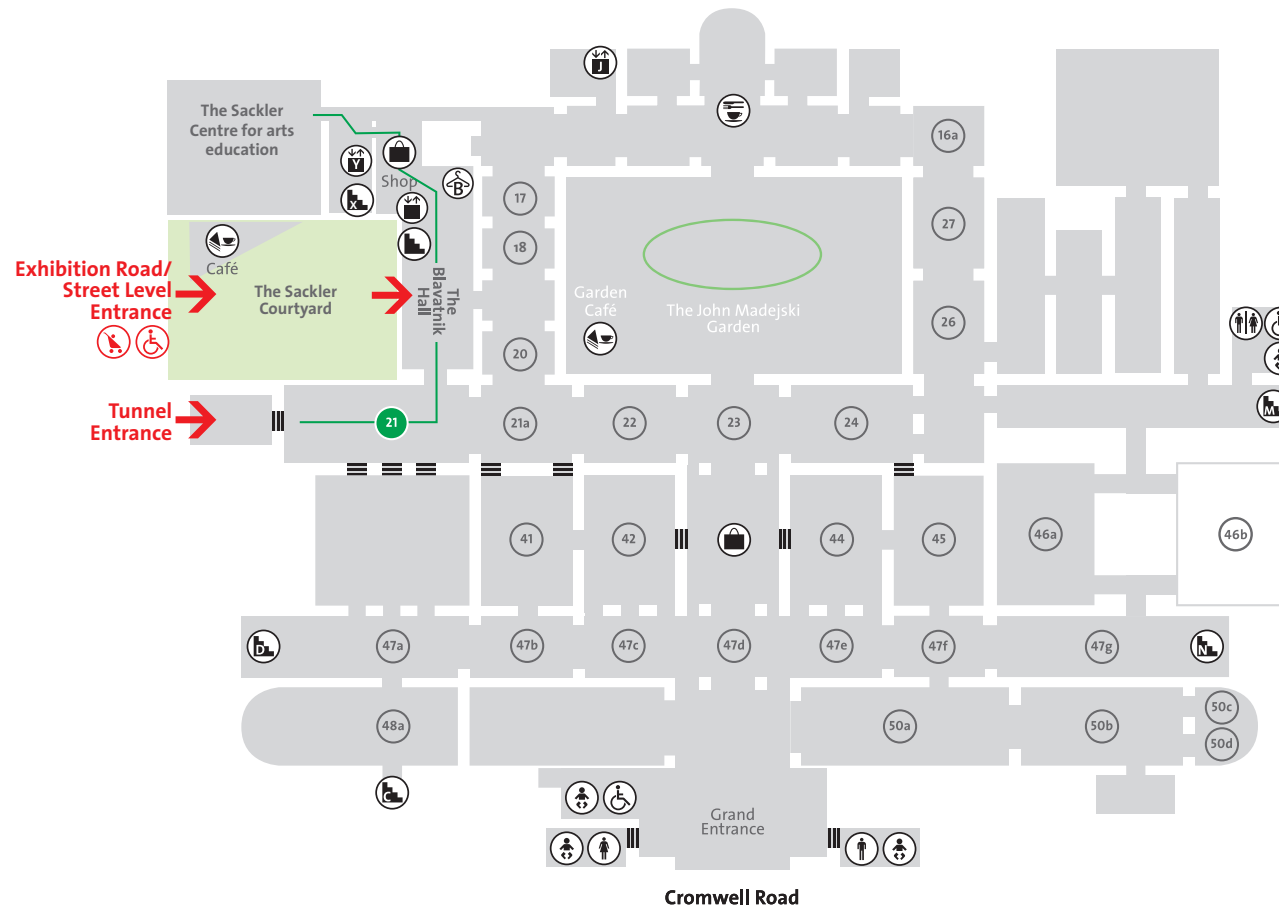 J
The Sackler
Centre for arts
education
Y
Shop
B
X
16a
17
27
18
Café
Exhibition Road/
Street Level
Entrance
The Sackler
Courtyard
The
Blavatnik
Hall
Garden
Café
The John Madejski
Garden
26
20
M
Tunnel
Entrance
21
21a
22
23
24
41
42
44
45
46a
46b
D
47a
47b
47c
47d
47e
47f
47g
N
48a
50a
50b
50c
50d
C
Grand
Entrance
Cromwell Road